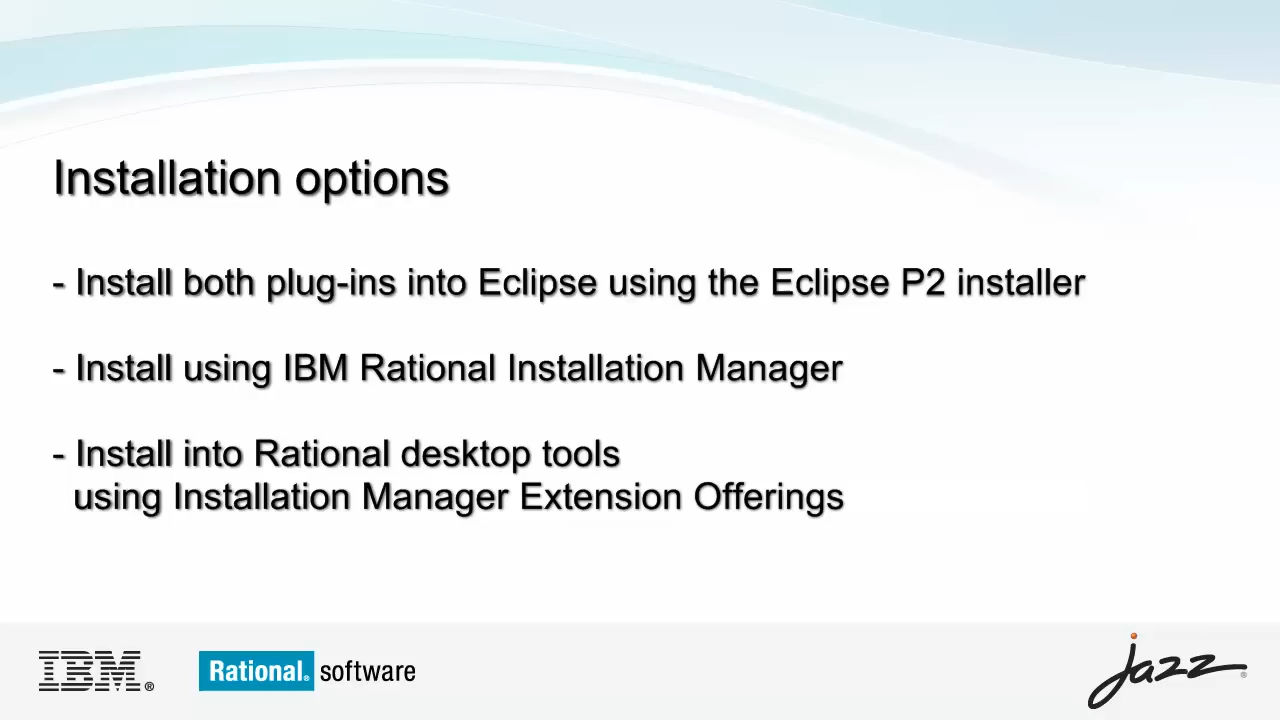 Installation options
- Install both plug-ins into Eclipse using the Eclipse P2 installer
- Install using IBM Rational Installation Manager
- Install into Rational desktop tools
using Installation Manager Extension Offerings
IBM® Rational® software jazz®